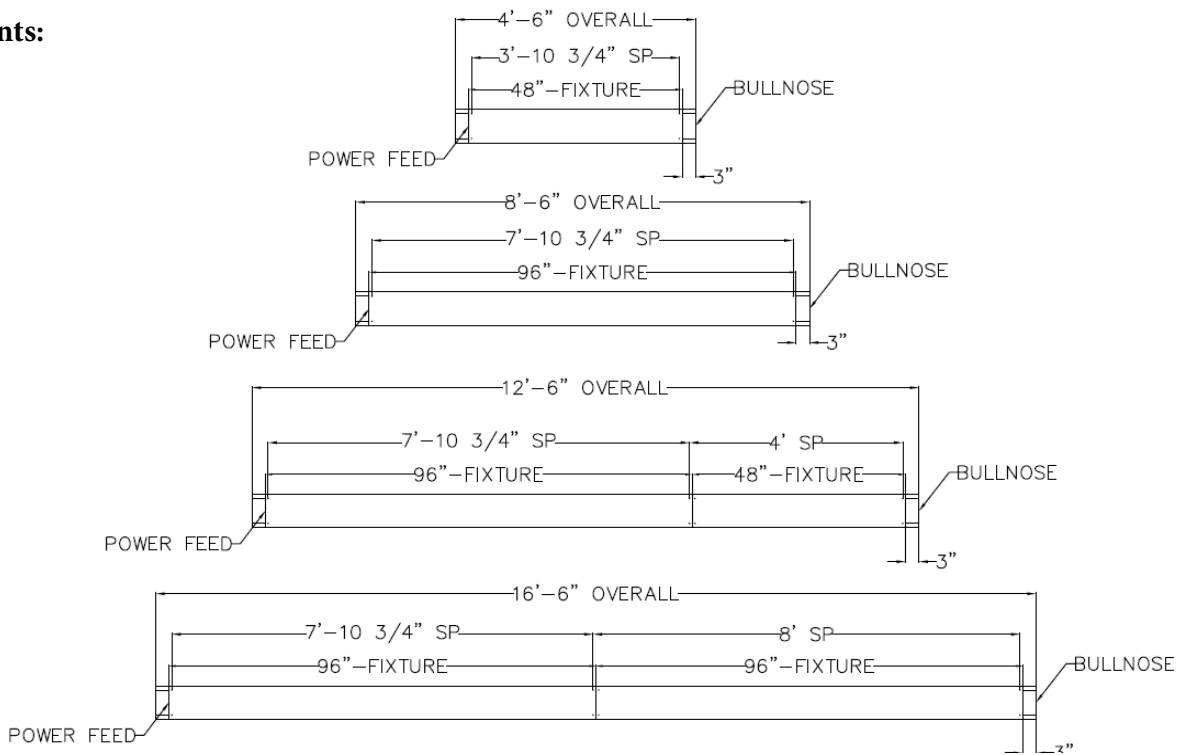 nts:
4'-6" OVERALL
3'-10 3/4" SP
48"-FIXTURE
BULLNOSE
POWER FEED
3"
8'-6" OVERALL
7'-10 3/4" SP
96"-FIXTURE
BULLNOSE
POWER FEED
3"
12'-6" OVERALL
7'-10 3/4" SP 4' SP
96"-FIXTURE 48"-FIXTURE
BULLNOSE
POWER FEED
3"
16'-6" OVERALL
7'-10 3/4" SP 8' SP
96"-FIXTURE 96"-FIXTURE
BULLNOSE
POWER FEED
3"